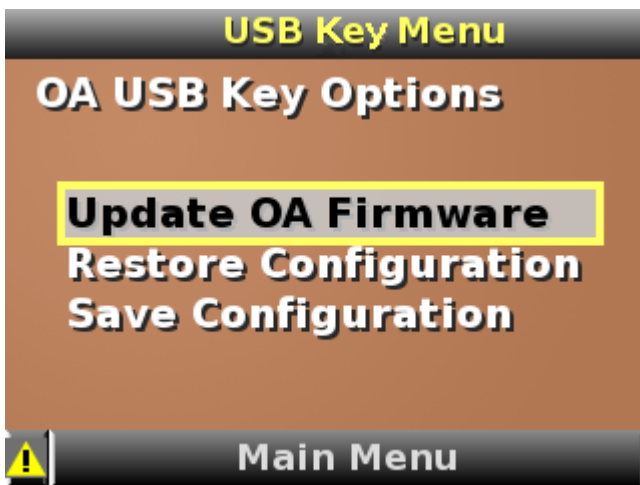 USB Key Menu
OA USB Key Options
Update OA Firmware
Restore Configuration
Save Configuration
Main Menu